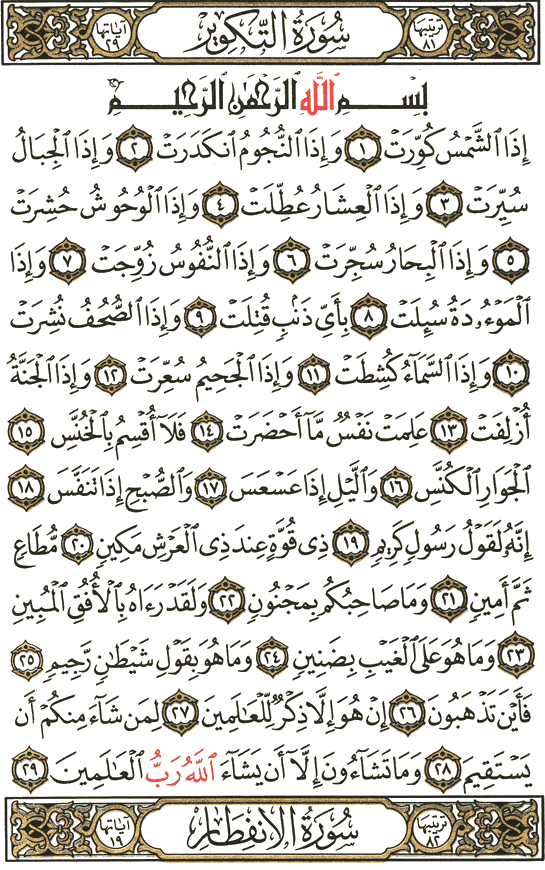 ترتيبها ٨١ سُورَةُ التَّكْوِيرِ آياتها ٢٩
بِسْمِ ٱللَّهِ ٱلرَّحْمَٰنِ ٱلرَّحِيمِ
إِذَا ٱلشَّمْسُ كُوِّرَتْ ١ وَإِذَا ٱلنُّجُومُ ٱنكَدَرَتْ ٢ وَإِذَا ٱلْجِبَالُ
سُيِّرَتْ ٣ وَإِذَا ٱلْعِشَارُ عُطِّلَتْ ٤ وَإِذَا ٱلْوُحُوشُ حُشِرَتْ
٥ وَإِذَا ٱلْبِحَارُ سُجِّرَتْ ٦ وَإِذَا ٱلنُّفُوسُ زُوِّجَتْ ٧ وَإِذَا
ٱلْمَوْءُۥدَةُ سُئِلَتْ ٨ بِأَىِّ ذَنۢبٍ قُتِلَتْ ٩ وَإِذَا ٱلصُّحُفُ نُشِرَتْ
١٠ وَإِذَا ٱلسَّمَآءُ كُشِطَتْ ١١ وَإِذَا ٱلْجَحِيمُ سُعِّرَتْ ١٢ وَإِذَا ٱلْجَنَّةُ
أُزْلِفَتْ ١٣ عَلِمَتْ نَفْسٌ مَّآ أَحْضَرَتْ ١٤ فَلَآ أُقْسِمُ بِٱلْخُنَّسِ ١٥
ٱلْجَوَارِ ٱلْكُنَّسِ ١٦ وَٱلَّيْلِ إِذَا عَسْعَسَ ١٧ وَٱلصُّبْحِ إِذَا تَنَفَّسَ ١٨
إِنَّهُۥ لَقَوْلُ رَسُولٍ كَرِيمٍ ١٩ ذِى قُوَّةٍ عِندَ ذِى ٱلْعَرْشِ مَكِينٍ ٢٠ مُّطَاعٍ
ثَمَّ أَمِينٍ ٢١ وَمَا صَاحِبُكُم بِمَجْنُونٍ ٢٢ وَلَقَدْ رَءَاهُ بِٱلْأُفُقِ ٱلْمُبِينِ
٢٣ وَمَا هُوَ عَلَى ٱلْغَيْبِ بِضَنِينٍ ٢٤ وَمَا هُوَ بِقَوْلِ شَيْطَٰنٍ رَّجِيمٍ ٢٥
فَأَيْنَ تَذْهَبُونَ ٢٦ إِنْ هُوَ إِلَّا ذِكْرٌ لِّلْعَٰلَمِينَ ٢٧ لِمَن شَآءَ مِنكُمْ أَن
يَسْتَقِيمَ ٢٨ وَمَا تَشَآءُونَ إِلَّآ أَن يَشَآءَ ٱللَّهُ رَبُّ ٱلْعَٰلَمِينَ ٢٩
ترتيبها ٨٢ سُورَةُ الإنفِطَارِ آياتها ١٩